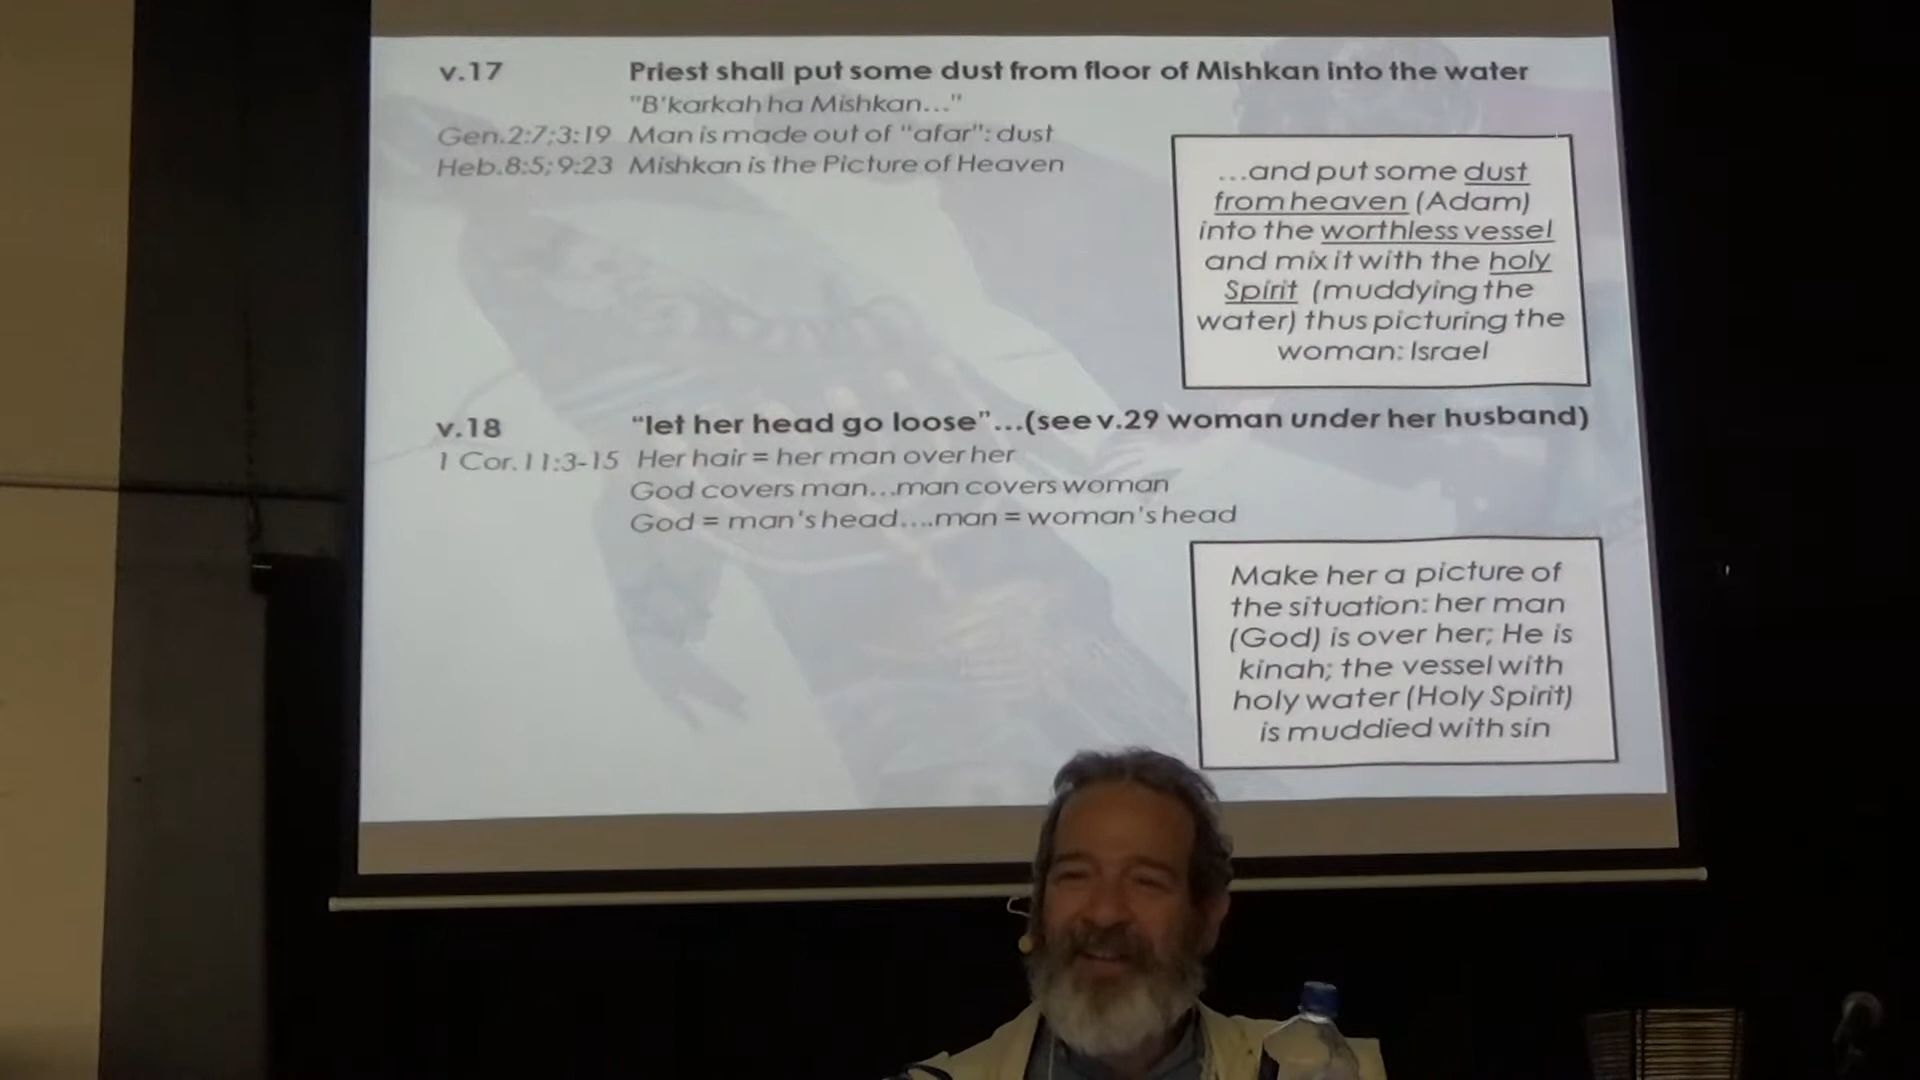 v.17 Priest shall put some dust from floor of Mishkan into the water
"B'karkah ha Mishkan..."
Gen.2:7;3:19 Man is made out of "afar": dust
Heb.8:5;9:23 Mishkan is the Picture of Heaven
...and put some dust
from heaven (Adam)
into the worthless vessel
and mix it with the holy
Spirit (muddying the
water) thus picturing the
woman: Israel
v.18 "let her head go loose"...(see v.29 woman under her husband)
1 Cor.11:3-15 Her hair = her man over her
God covers man...man covers woman
God = man's head....man = woman's head
Make her a picture of
the situation: her man
(God) is over her; He is
kinah; the vessel with
holy water (Holy Spirit)
is muddied with sin